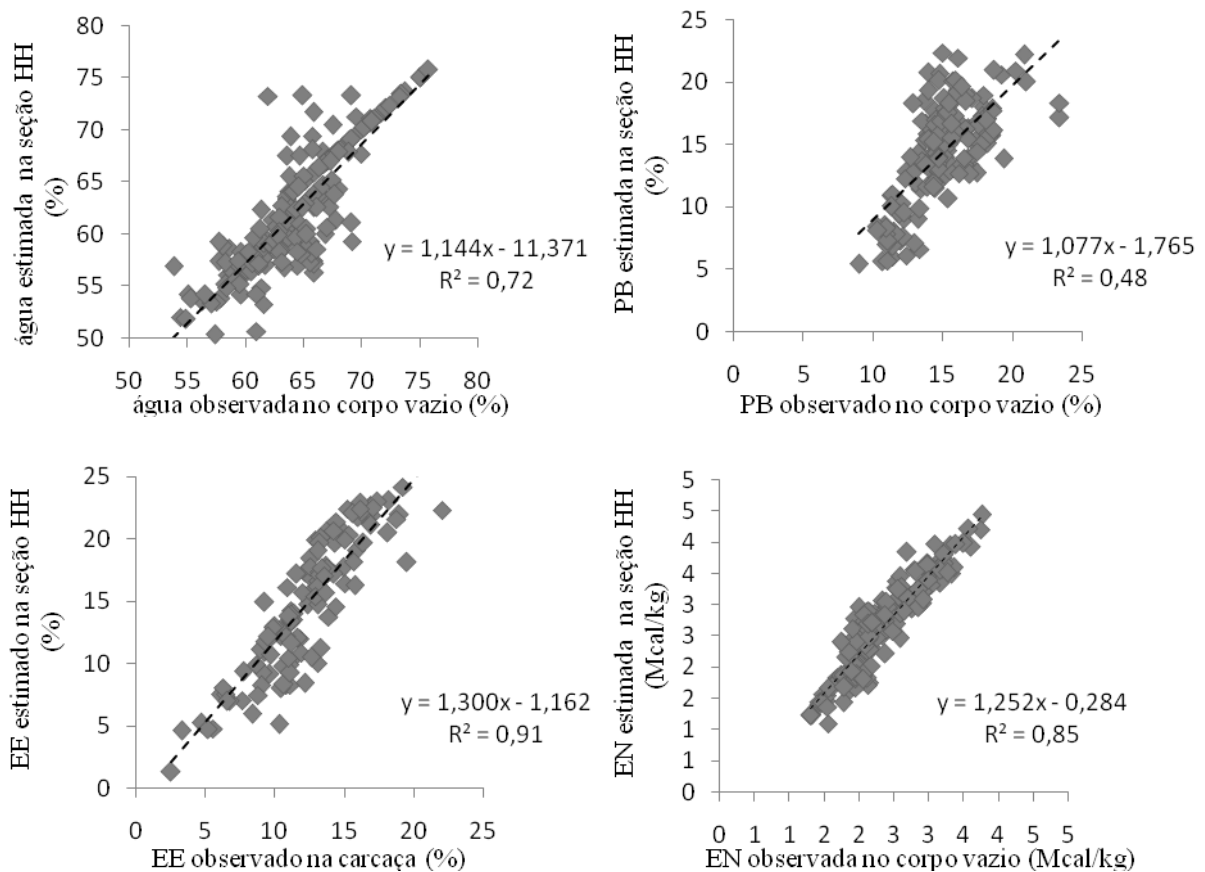 água estimada na seção HH
(%)
80
75
70
65
60
55
50
y = 1,144x - 11,371
R² = 0,72
50 55 60 65 70 75 80
água observada no corpo vazio (%)
PB estimado na seção HH
(%)
25
20
15
10
5
0
y = 1,077x - 1,765
R² = 0,48
0 5 10 15 20 25
PB observado no corpo vazio (%)
EE estimado na seção HH
(%)
25
20
15
10
5
0
y = 1,300x - 1,162
R² = 0,91
0 5 10 15 20 25
EE observado na carcaça (%)
EN estimada na seção HH
(Mcal/kg)
5
5
4
4
3
3
2
2
1
1
0
y = 1,252x - 0,284
R² = 0,85
0 1 1 2 2 3 3 4 4 5 5
EN observada no corpo vazio (Mcal/kg)